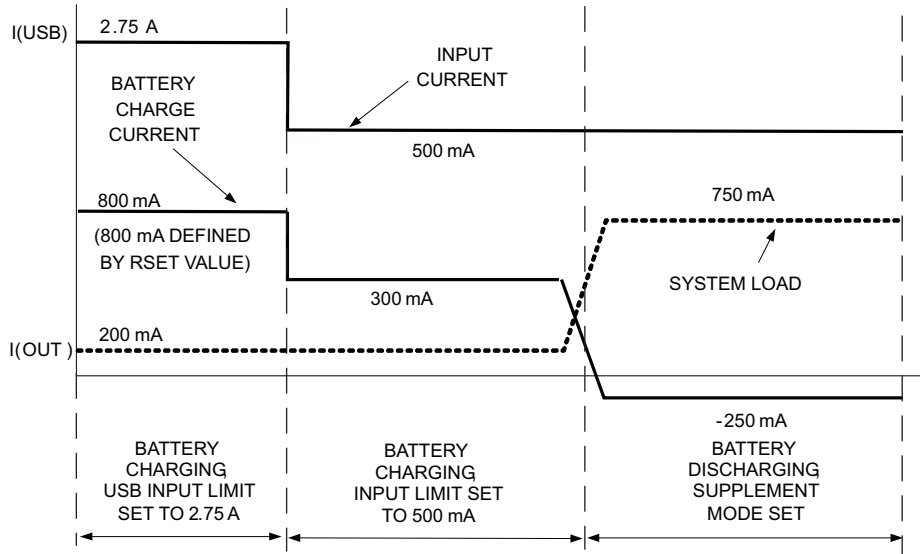 I(USB)
2.75 A
INPUT
CURRENT
BATTERY
CHARGE
CURRENT
500 mA
800 mA
750 mA
(800 mA DEFINED
BY RSET VALUE)
SYSTEM LOAD
300 mA
200 mA
I(OUT)
-250 mA
BATTERY
CHARGING,
USB INPUT LIMIT
SET TO 2.75 A
BATTERY
CHARGING,
INPUT LIMIT SET
TO 500 mA
BATTERY
DISCHARGING,
SUPPLEMENT
MODE SET